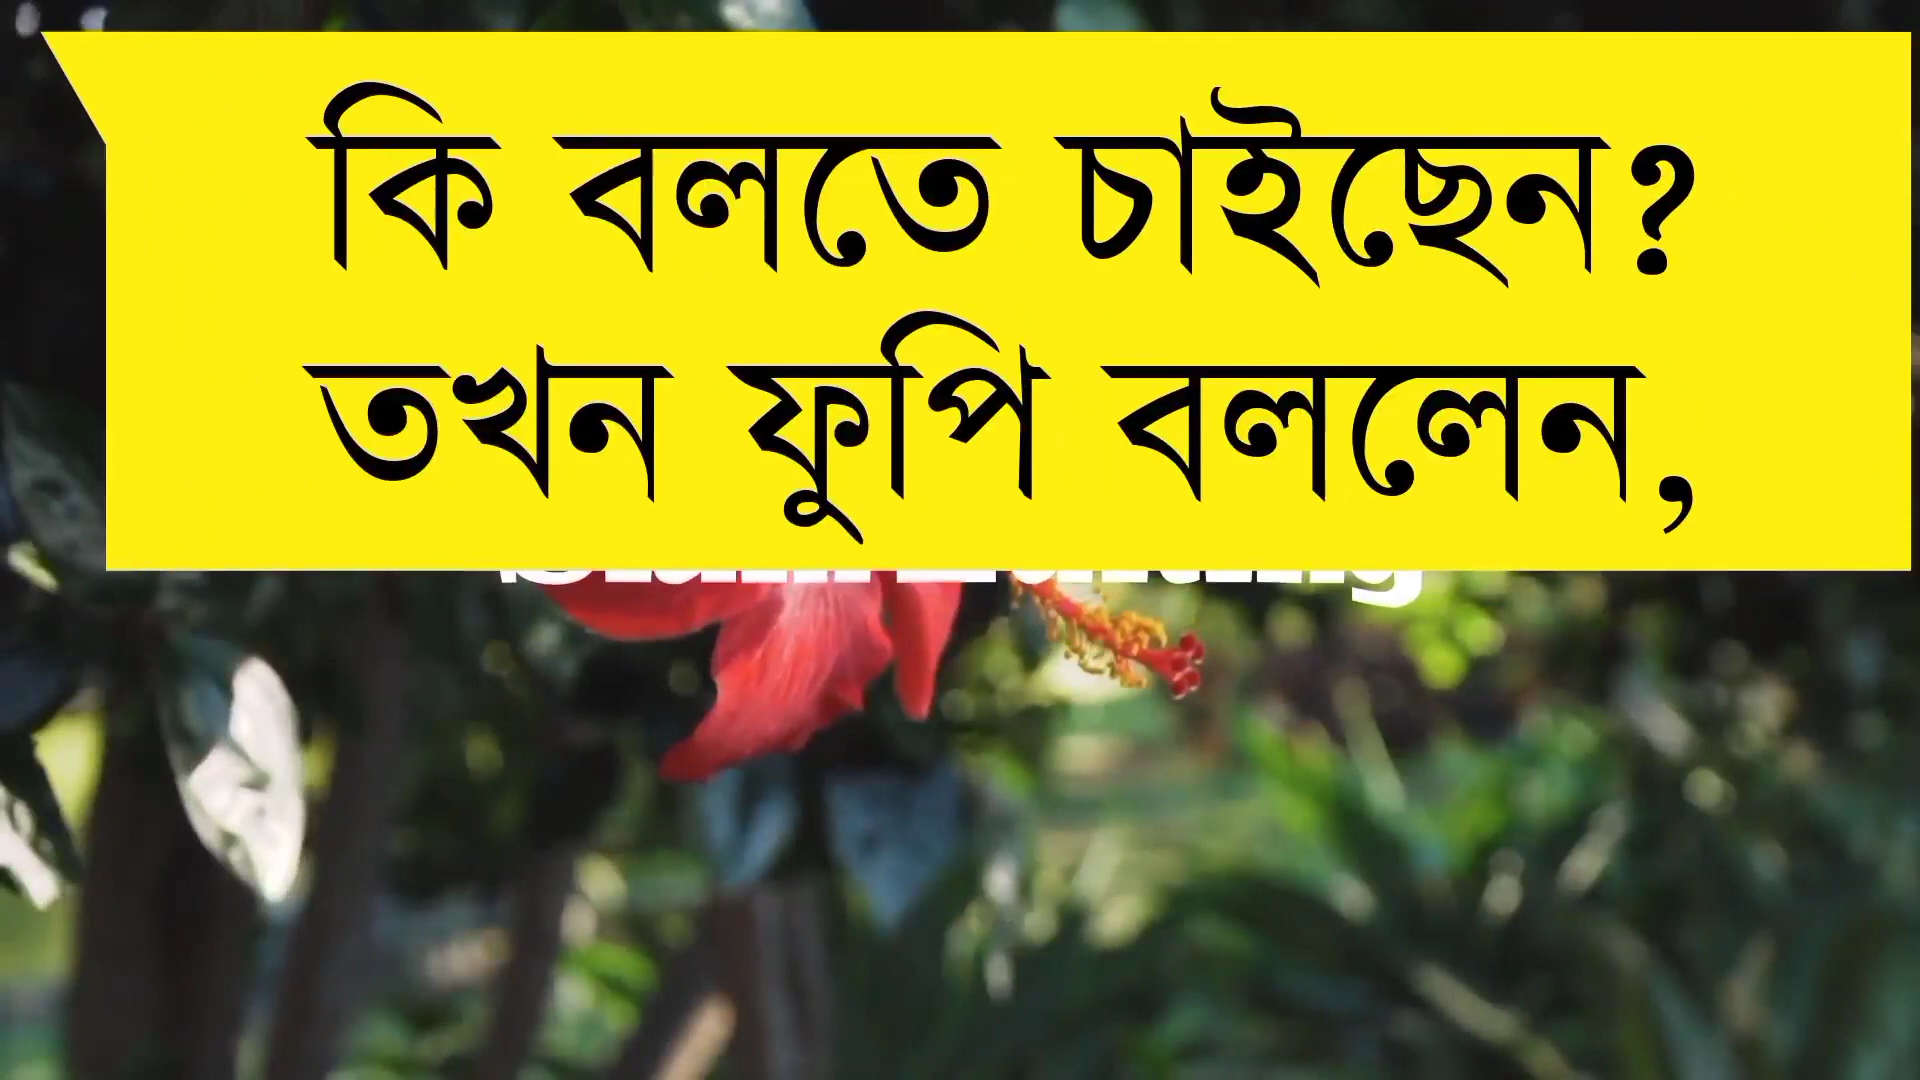 কি বলতে চাইছেন?
তখন ফুপি বললেন,